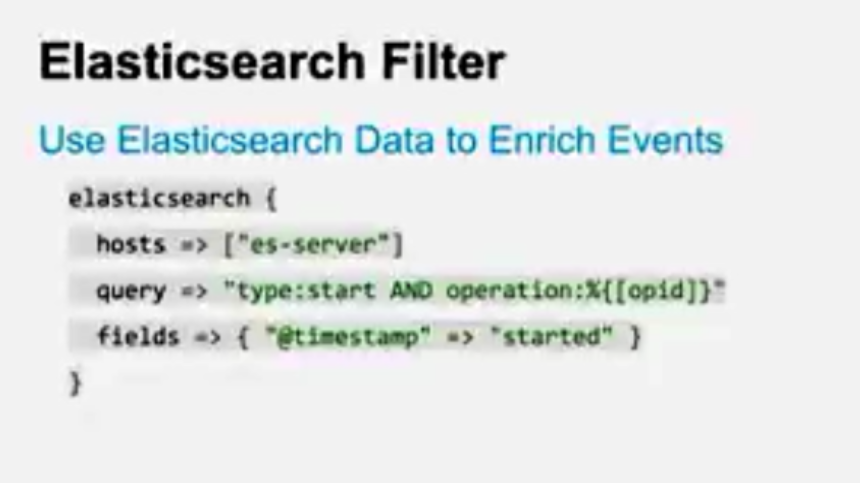 Elasticsearch Filter
Use Elasticsearch Data to Enrich Events
elasticsearch {
hosts => ["es-server"]
query => "type:start AND operation:%{[opid]}"
fields => { "@timestamp" => "started" }
}